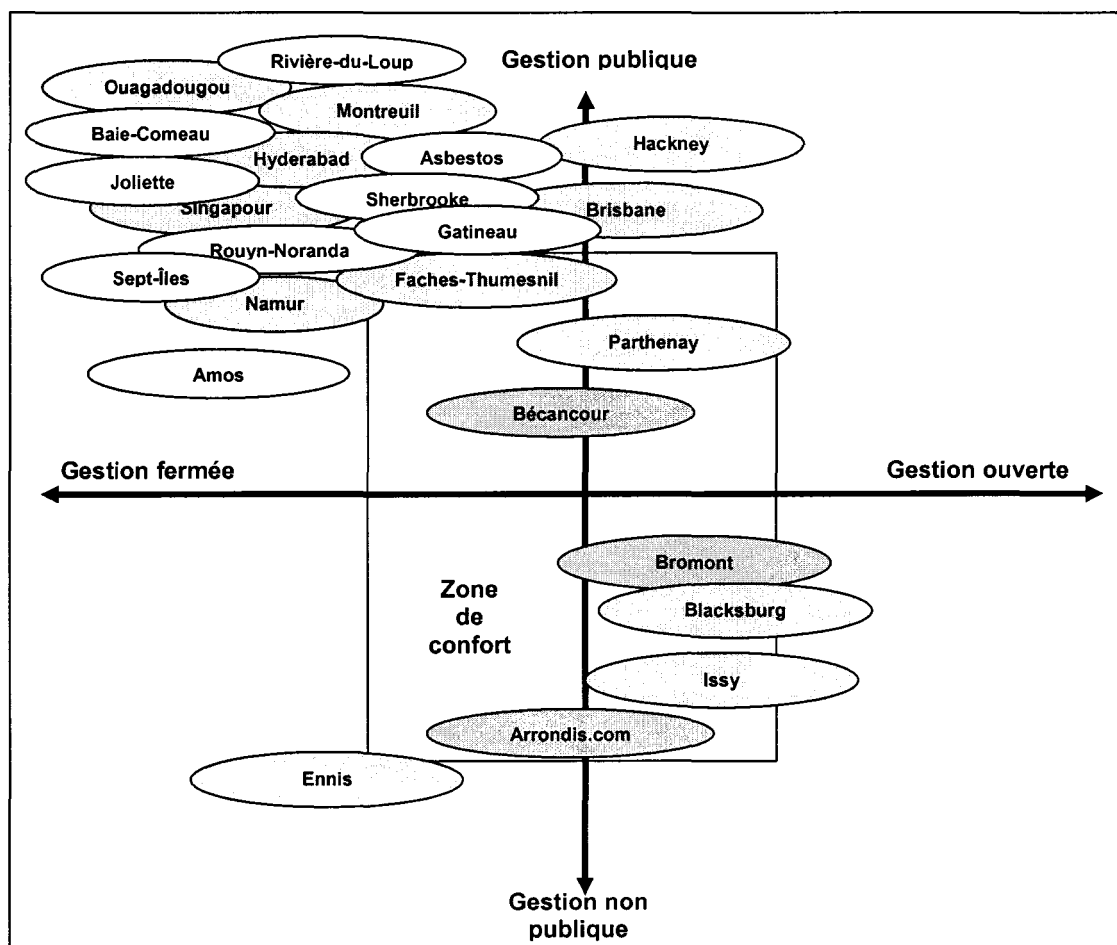 Rivière-du-Loup
Gestion publique
Ouagadougou
Montreuil
Baie-Comeau
Hackney
Hyderabad
Asbestos
Joliette
Sherbrooke
Singapour
Brisbane
Gatineau
Rouyn-Noranda
Sept-Îles
Faches-Thumesnil
Namur
Parthenay
Amos
Bécancour
Gestion fermée
Gestion ouverte
Bromont
Zone
de
confort
Blacksburg
Issy
Arrondis.com
Ennis
Gestion non
publique